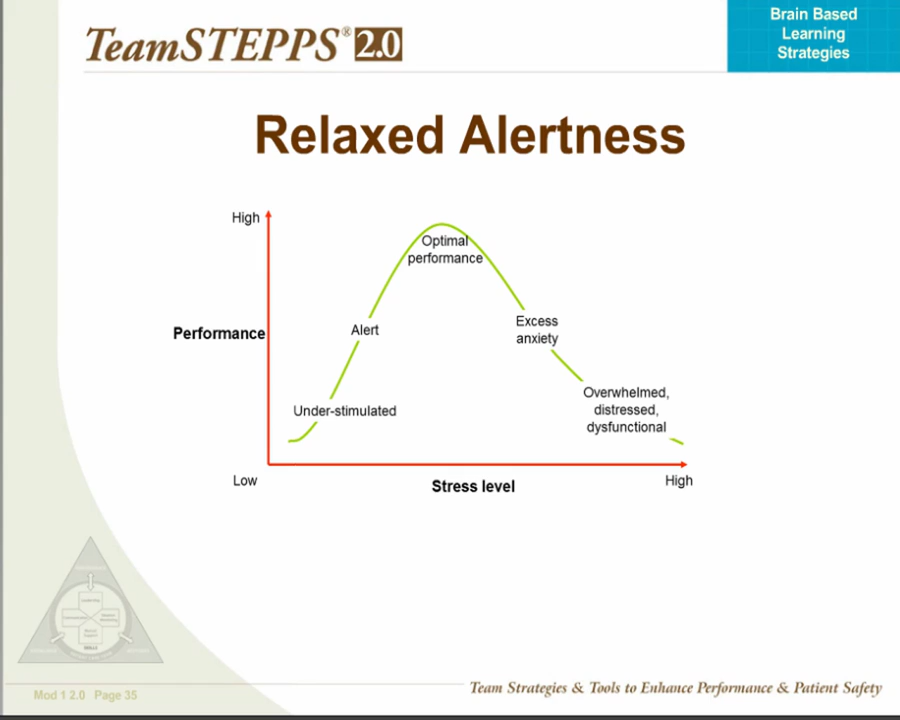 TeamSTEPPS® 2.0
Brain Based
Learning
Strategies
Relaxed Alertness
High
Optimal
performance
Performance
Alert
Excess
anxiety
Under-stimulated
Overwhelmed,
distressed,
dysfunctional
Low
Stress level
High
Mod 1 2.0 Page 35
Team Strategies & Tools to Enhance Performance & Patient Safety